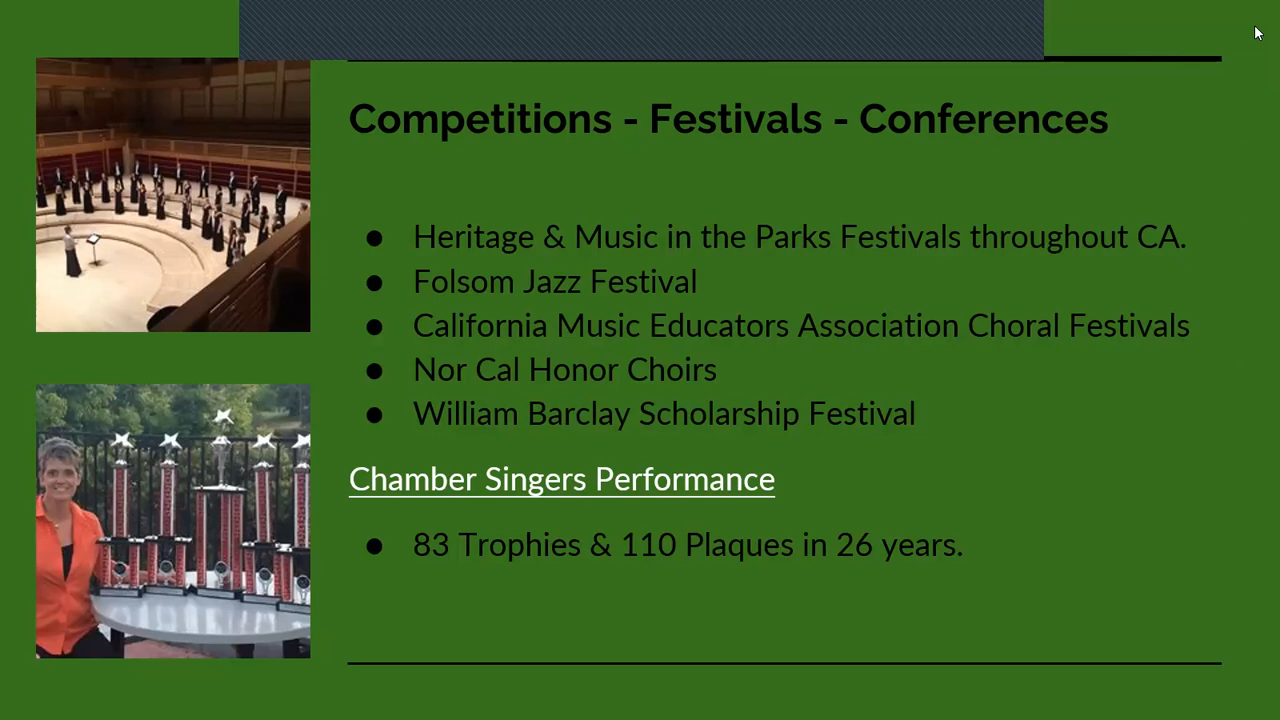 Competitions - Festivals - Conferences
● Heritage & Music in the Parks Festivals throughout CA.
● Folsom Jazz Festival
● California Music Educators Association Choral Festivals
● Nor Cal Honor Choirs
● William Barclay Scholarship Festival
Chamber Singers Performance
● 83 Trophies & 110 Plaques in 26 years.